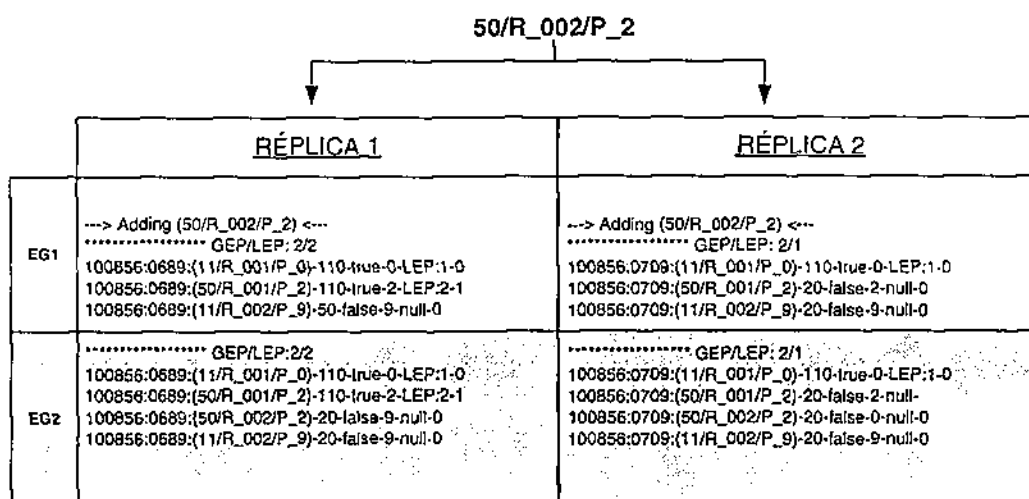 50/R_002/P_2
RÉPLICA 1
RÉPLICA 2
EG1
---> Adding (50/R_002/P_2) <---
**************** GEP/LEP: 2/2
100856:0689:(11/R_001/P_0)-110-true-0-LEP:1-0
100856:0689:(50/R_001/P_2)-110-true-2-LEP:2-1
100856:0689:(11/R_002/P_9)-50-false-9-null-0
---> Adding (50/R_002/P_2) <---
**************** GEP/LEP: 2/1
100856:0709:(11/R_001/P_0)-110-true-0-LEP:1-0
100856:0709:(50/R_001/P_2)-20-false-2-null-0
100856:0709:(11/R_002/P_9)-20-false-9-null-0
EG2
**************** GEP/LEP:2/2
100856:0689:(11/R_001/P_0)-110-true-0-LEP:1-0
100856:0689:(50/R_001/P_2)-110-true-2-LEP:2-1
100856:0689:(50/R_002/P_2)-20-false-9-null-0
100856:0689:(11/R_002/P_9)-20-false-9-null-0
**************** GEP/LEP: 2/1
100856:0709:(11/R_001/P_0)-110-true-0-LEP:1-0
100856:0709:(50/R_001/P_2)-20-false-2-null-
100856:0709:(50/R_002/P_2)-20-false-9-null-0
100856:0709:(11/R_002/P_9)-20-false-9-null-0